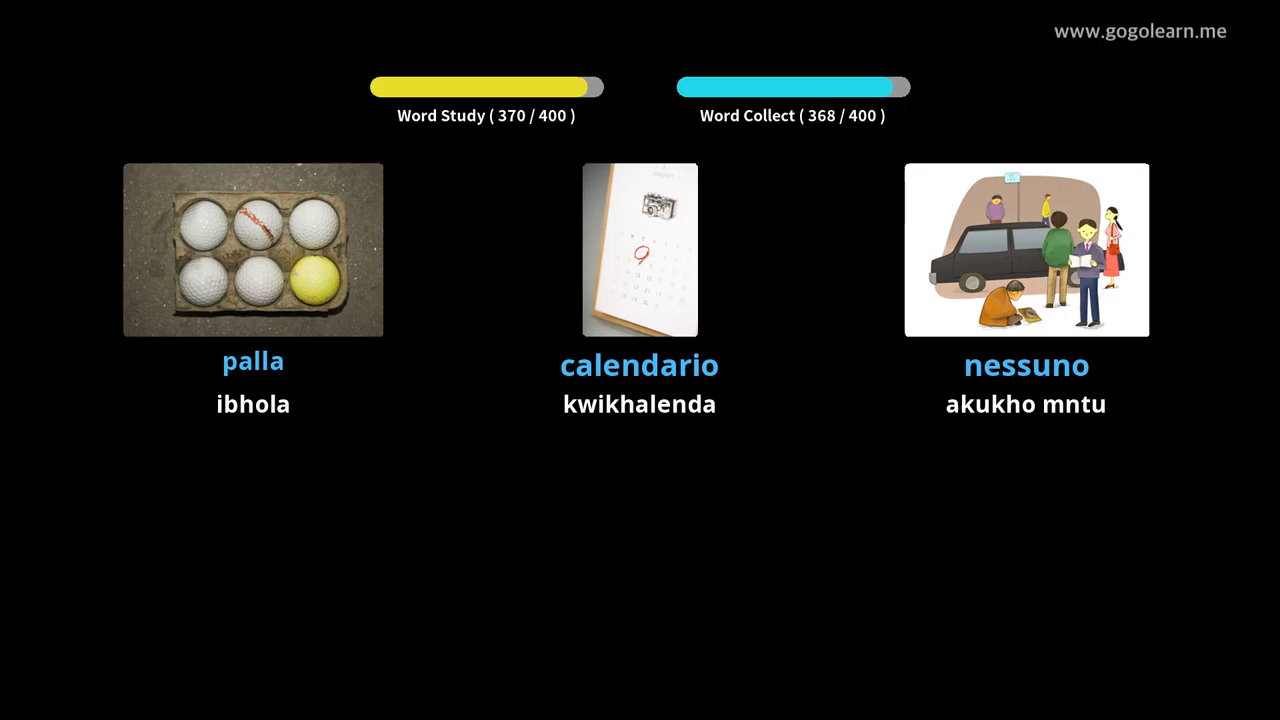 www.gogolearn.me
Word Study ( 370 / 400 )
Word Collect ( 368 / 400 )
palla
calendario
nessuno
ibhola
kwikhalenda
akukho mntu